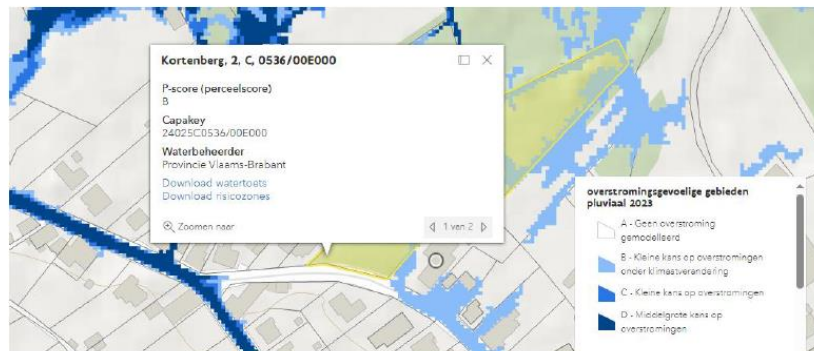 Kortenberg, 2, C, 0536/00E000
P-score (perceelscore)
B
Capakey
24025C0536/00E000
Waterbeheerder
Provincie Vlaams-Brabant
Download watertoets
Download risicozones
Zoomen naar
1 van 2
overstromingsgevoelige gebieden
pluviaal 2023
A - Geen overstroming
gemodelleerd
B - Kleine kans op overstromingen
onder klimaatverandering
C - Kleine kans op overstromingen
D - Middelgrote kans op
overstromingen